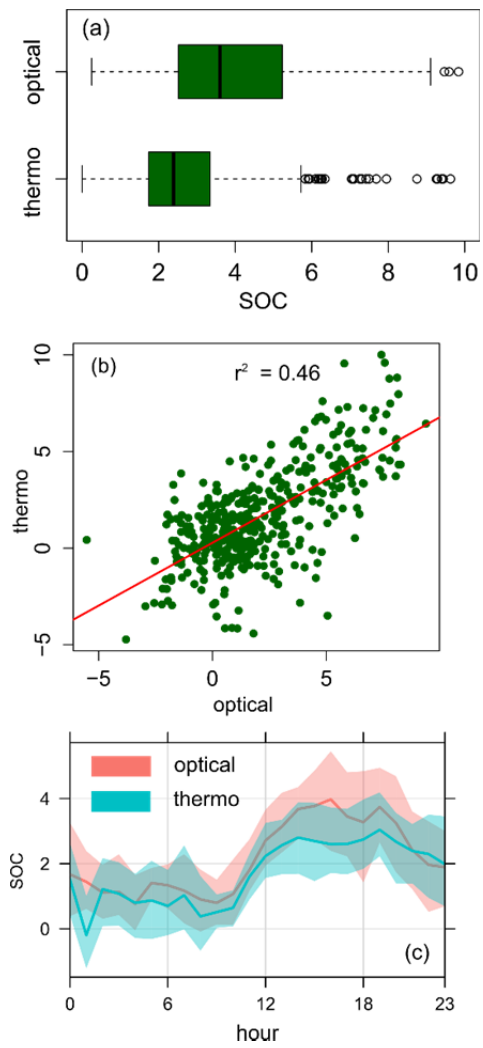 (a)
optical
thermo
0 2 4 6 8 10
SOC
(b)
r² = 0.46
10
5
0
−5
thermo
−5 0 5
optical
optical
thermo
4
2
0
SOC
(c)
0 6 12 18 23
hour